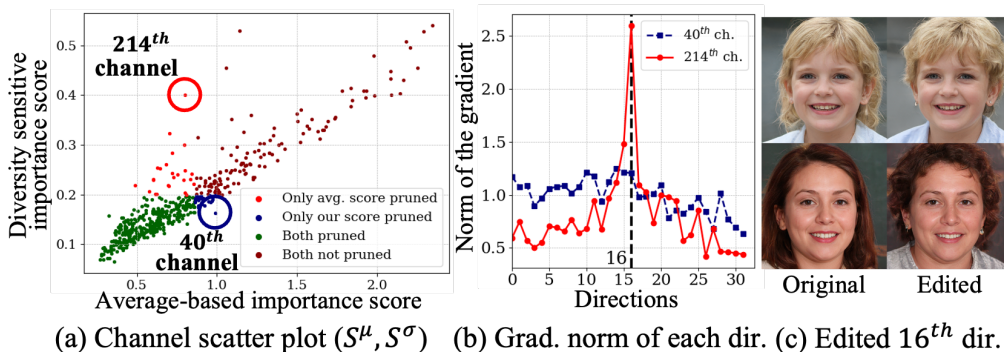 Diversity sensitive
importance score
0.5
0.4
0.3
0.2
0.1
214th
channel
40th
channel
Only avg. score pruned
Only our score pruned
Both pruned
Both not pruned
0.5
1.0
1.5
2.0
Average-based importance score
(a) Channel scatter plot (S^μ, S^σ)
Norm of the gradient
2.5
2.0
1.5
1.0
0.5
40th ch.
214th ch.
16
0
5
10
15
20
25
30
Directions
(b) Grad. norm of each dir.
Original
Edited
(c) Edited 16th dir.